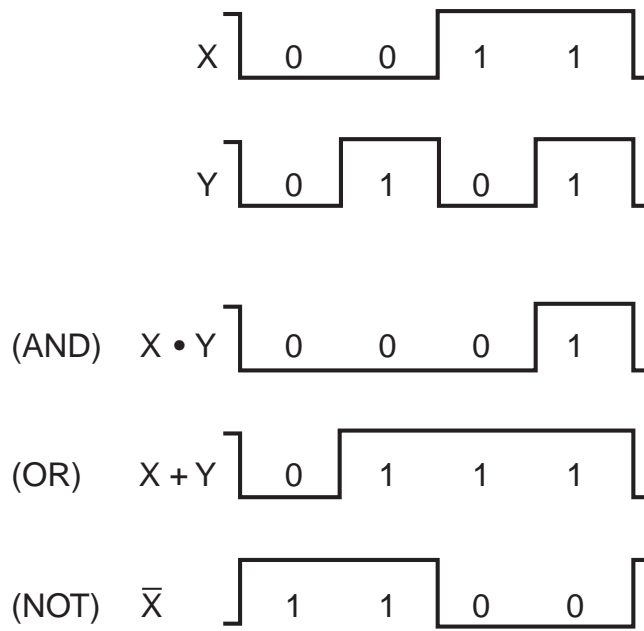 X 0 0 1 1
Y 0 1 0 1
(AND) X • Y 0 0 0 1
(OR) X + Y 0 1 1 1
(NOT) X̅ 1 1 0 0